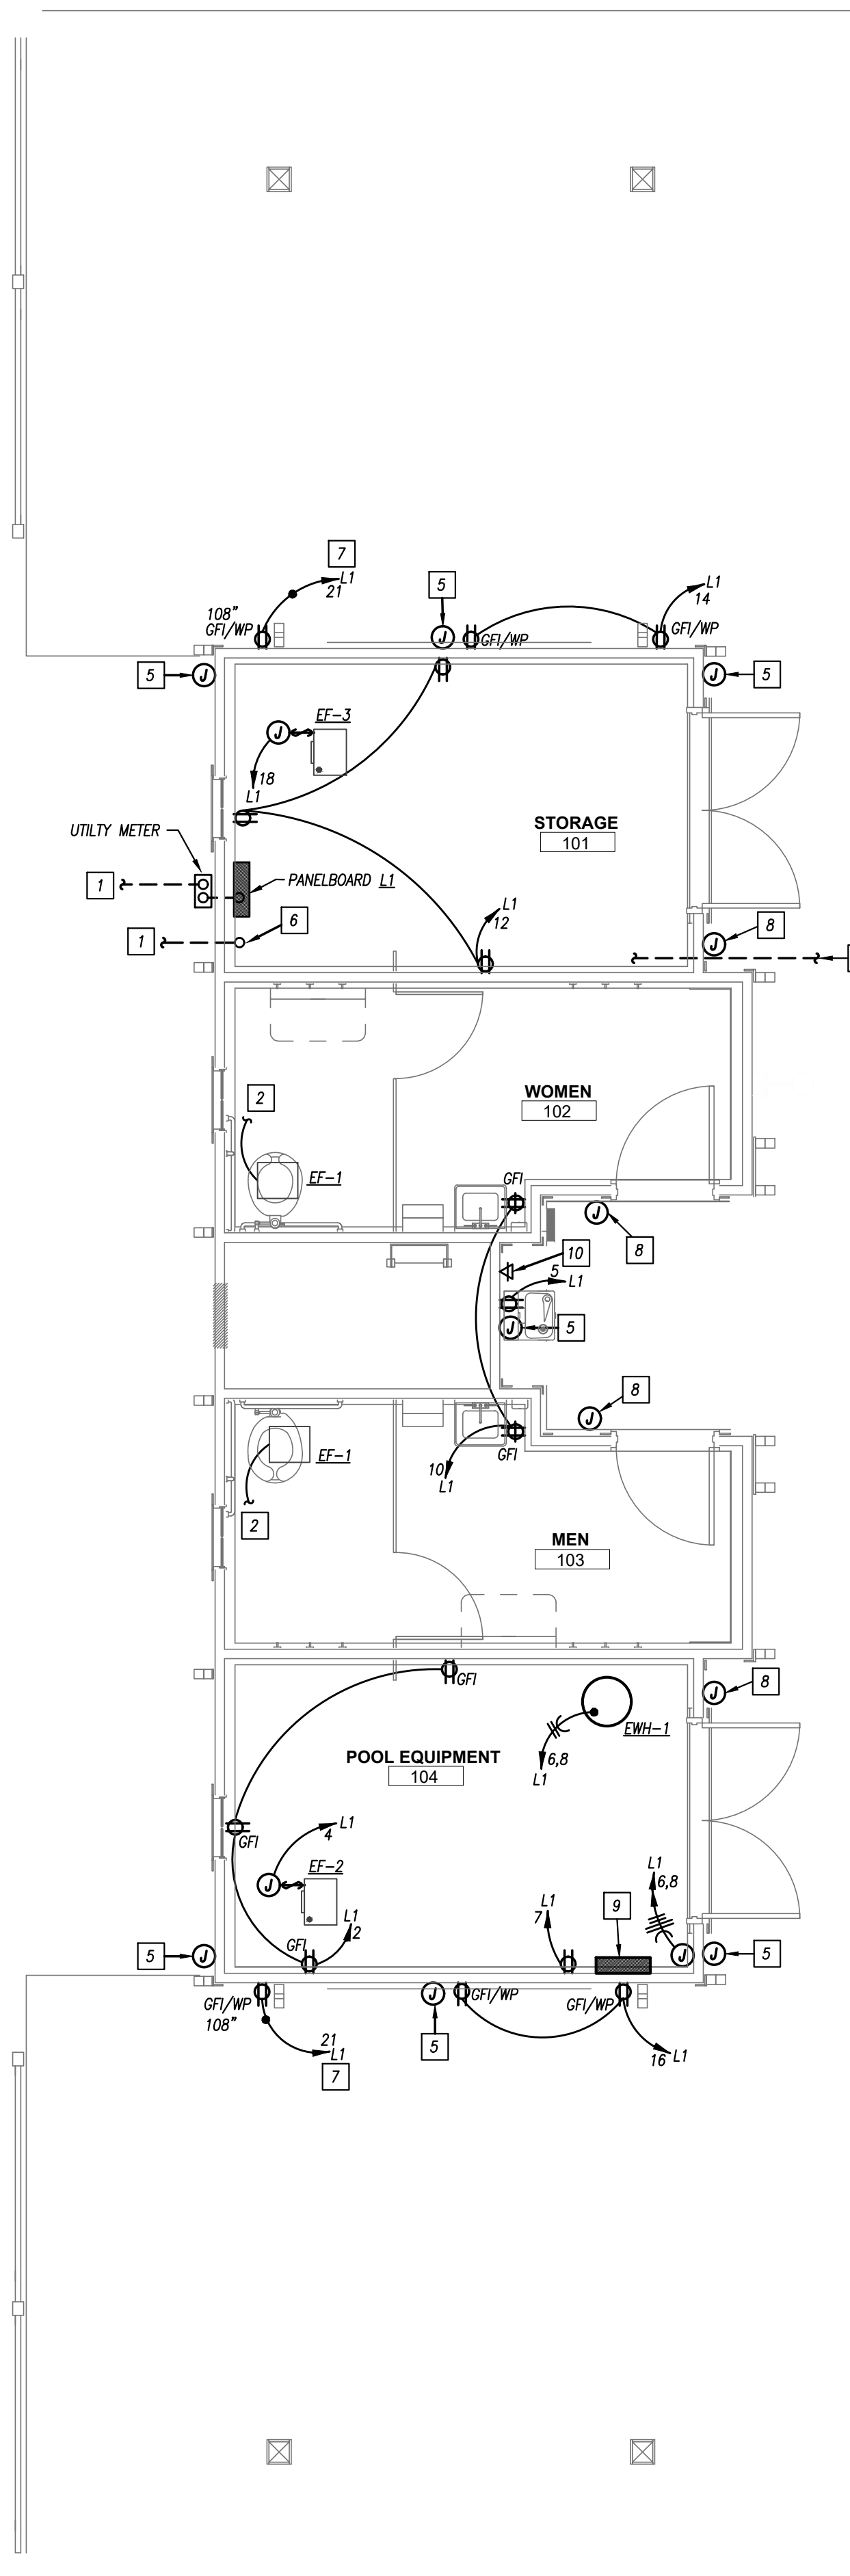 7
L1
21
108"
GFI/WP
5
J
GFI/WP
L1
14
GFI/WP
5
J
J
5
EF-3
J
18
L1
STORAGE
101
UTILTY METER
1
PANELBOARD L1
6
1
L1
12
8
J
2
WOMEN
102
EF-1
GFI
J
8
10
5
L1
J
5
8
J
EF-1
10
L1
GFI
2
MEN
103
GFI
8
J
EWH-1
6,8
L1
POOL EQUIPMENT
104
L1
4
GFI
EF-2
J
L1
6,8
L1
2
L1
7
9
GFI
5
J
J
J
5
GFI/WP
108"
J
GFI/WP
GFI/WP
21
L1
7
5
16 L1